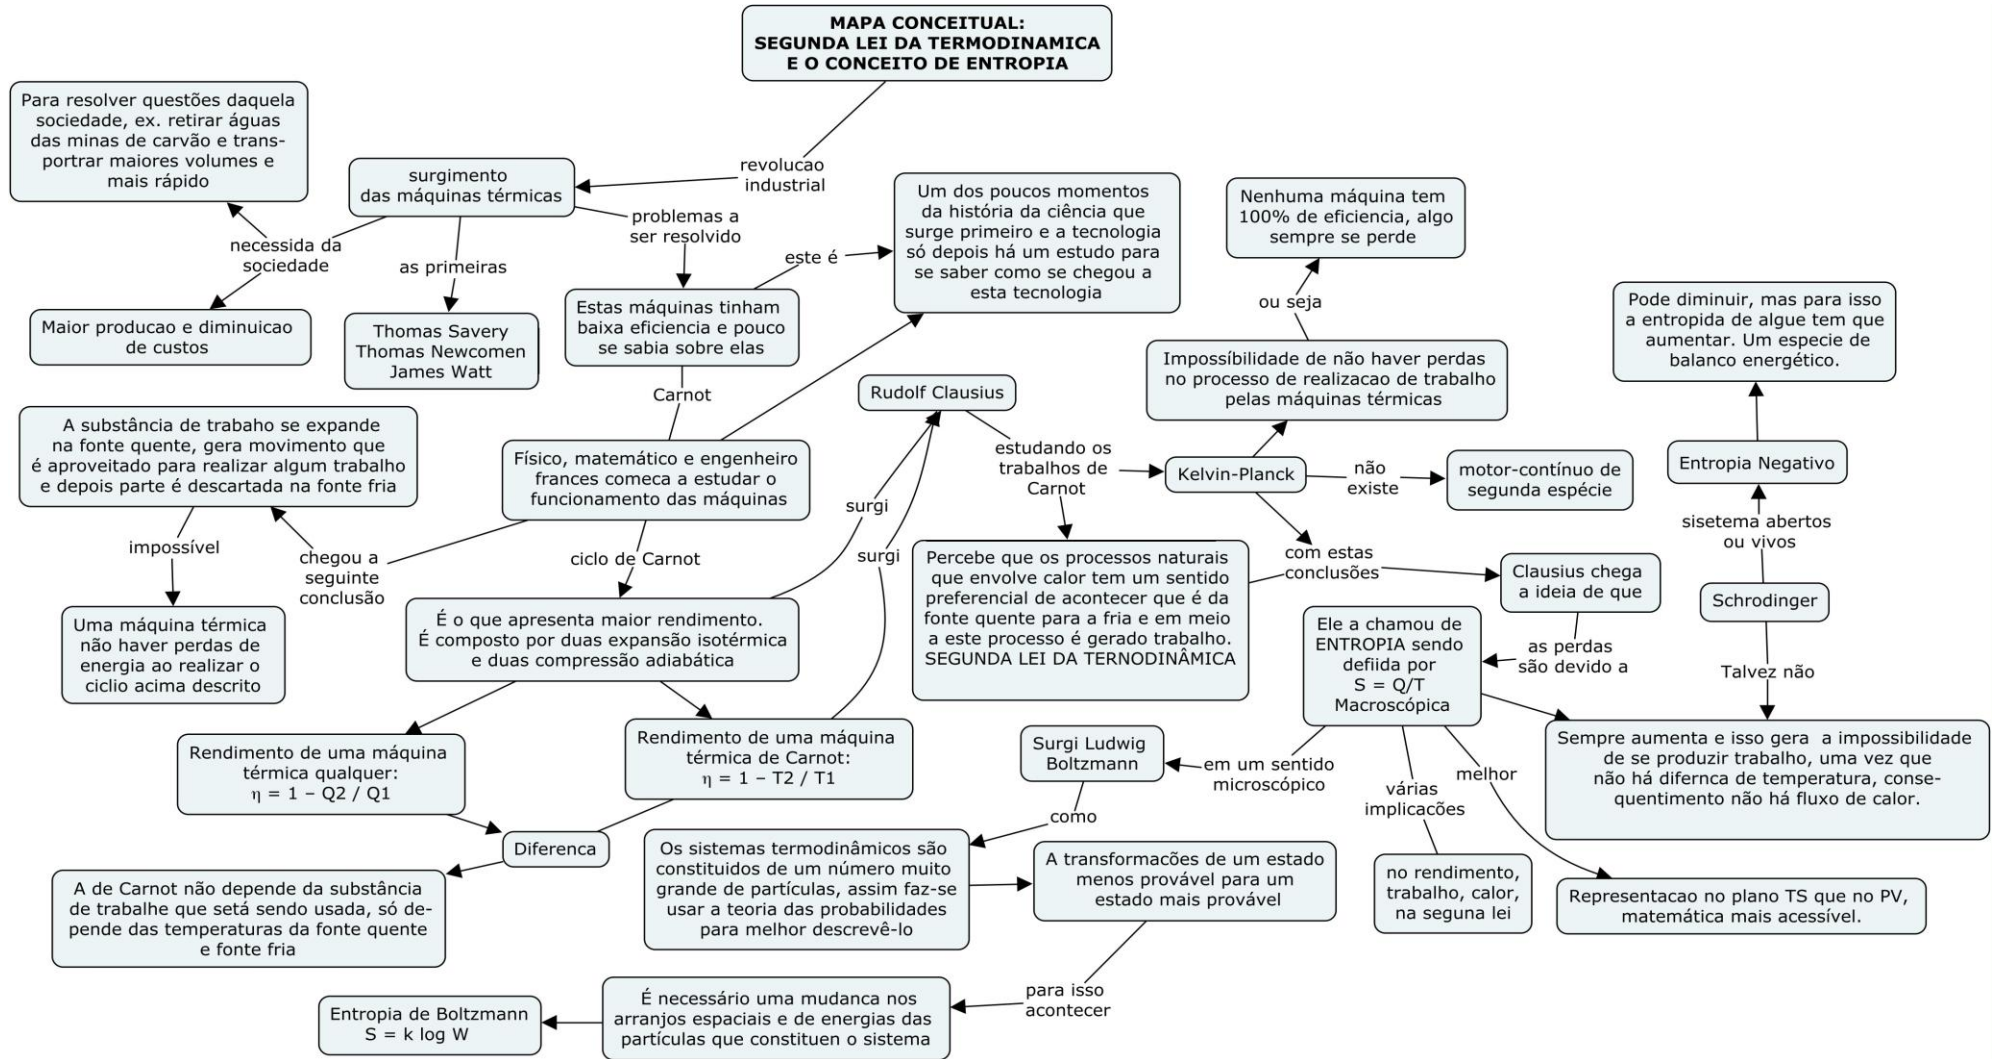 MAPA CONCEITUAL:
SEGUNDA LEI DA TERMODINAMICA
E O CONCEITO DE ENTROPIA
Para resolver questões daquela
sociedade, ex. retirar águas
das minas de carvão e trans-
portrar maiores volumes e
mais rápido
surgimento
das máquinas térmicas
revolucao
industrial
necessida da
sociedade
as primeiras
problemas a
ser resolvido
Maior producao e diminuicao
de custos
Thomas Savery
Thomas Newcomen
James Watt
Estas máquinas tinham
baixa eficiencia e pouco
se sabia sobre elas
este é
Um dos poucos momentos
da história da ciência que
surge primeiro e a tecnologia
só depois há um estudo para
se saber como se chegou a
esta tecnologia
Nenhuma máquina tem
100% de eficiencia, algo
sempre se perde
ou seja
Impossíbilidade de não haver perdas
no processo de realizacao de trabalho
pelas máquinas térmicas
Pode diminuir, mas para isso
a entropida de algue tem que
aumentar. Um especie de
balanco energético.
Carnot
Rudolf Clausius
A substância de trabaho se expande
na fonte quente, gera movimento que
é aproveitado para realizar algum trabalho
e depois parte é descartada na fonte fria
Físico, matemático e engenheiro
frances comeca a estudar o
funcionamento das máquinas
surgi
surgi
estudando os
trabalhos de
Carnot
Kelvin-Planck
não
existe
motor-contínuo de
segunda espécie
Entropia Negativo
sisetema abertos
ou vivos
impossível
chegou a
seguinte
conclusão
ciclo de Carnot
Percebe que os processos naturais
que envolve calor tem um sentido
preferencial de acontecer que é da
fonte quente para a fria e em meio
a este processo é gerado trabalho.
SEGUNDA LEI DA TERNODINÂMICA
com estas
conclusões
Clausius chega
a ideia de que
Schrodinger
Uma máquina térmica
não haver perdas de
energia ao realizar o
ciclio acima descrito
É o que apresenta maior rendimento.
É composto por duas expansão isotérmica
e duas compressão adiabática
Ele a chamou de
ENTROPIA sendo
defiida por
S = Q/T
Macroscópica
as perdas
são devido a
Talvez não
Rendimento de uma máquina
térmica qualquer:
η = 1 – Q2 / Q1
Rendimento de uma máquina
térmica de Carnot:
η = 1 – T2 / T1
Surgi Ludwig
Boltzmann
em um sentido
microscópico
várias
implicacões
melhor
Sempre aumenta e isso gera a impossibilidade
de se produzir trabalho, uma vez que
não há difernca de temperatura, conse-
quentimento não há fluxo de calor.
Diferenca
como
A de Carnot não depende da substância
de trabalhe que setá sendo usada, só de-
pende das temperaturas da fonte quente
e fonte fria
Os sistemas termodinâmicos são
constituidos de um número muito
grande de partículas, assim faz-se
usar a teoria das probabilidades
para melhor descrevê-lo
A transformacões de um estado
menos provável para um
estado mais provável
no rendimento,
trabalho, calor,
na seguna lei
Representacao no plano TS que no PV,
matemática mais acessível.
para isso
acontecer
É necessário uma mudanca nos
arranjos espaciais e de energias das
partículas que constituen o sistema
Entropia de Boltzmann
S = k log W